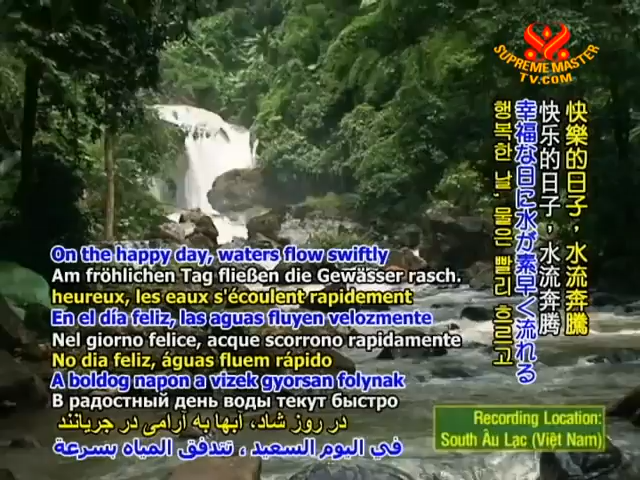 SUPREME MASTER
TV.COM
快樂的日子，水流奔騰
快乐的日子，水流奔腾
幸福な日に水が素早く流れる
행복한 날, 물은 빨리 흐르고
On the happy day, waters flow swiftly
Am fröhlichen Tag fließen die Gewässer rasch.
heureux, les eaux s'écoulent rapidement
En el día feliz, las aguas fluyen velozmente
Nel giorno felice, acque scorrono rapidamente
No dia feliz, águas fluem rápido
A boldog napon a vizek gyorsan folynak
В радостный день воды текут быстро
در روز شاد، آبها به آرامی در جریانند
في اليوم السعيد ، تتدفق المياه بسرعة
Recording Location:
South Âu Lạc (Việt Nam)